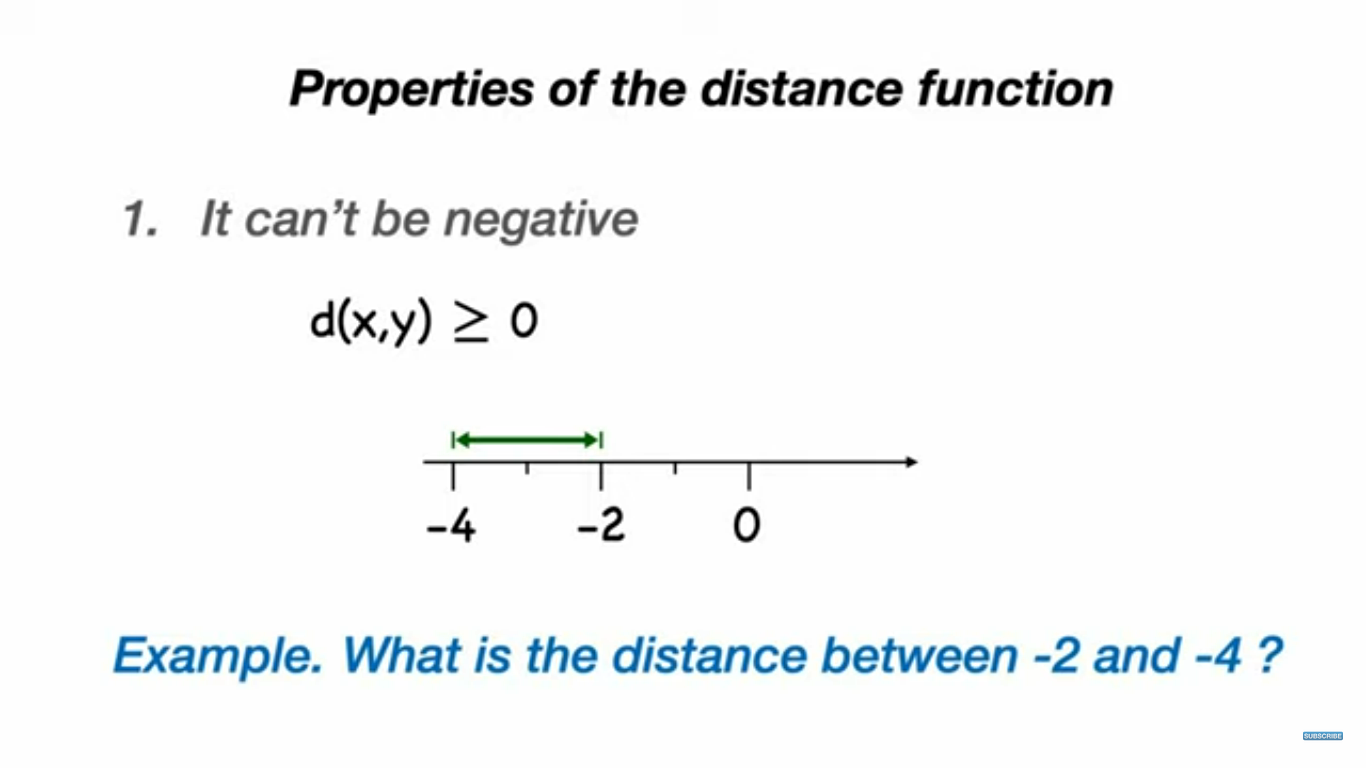 Properties of the distance function
1. It can’t be negative
d(x,y) ≥ 0
-4 -2 0
Example. What is the distance between -2 and -4 ?
SUBSCRIBE